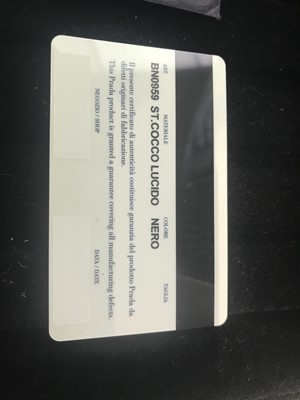 ART. MATERIALE COLORE TAGLIA
BN0959 ST.COCCO LUCIDO NERO
Il presente certificato di autenticità costituisce garanzia del prodotto Prada da
difetti originari di fabbricazione.
This Prada product is granted a guarantee covering all manufacturing defects.
NEGOZIO / SHOP DATA / DATE